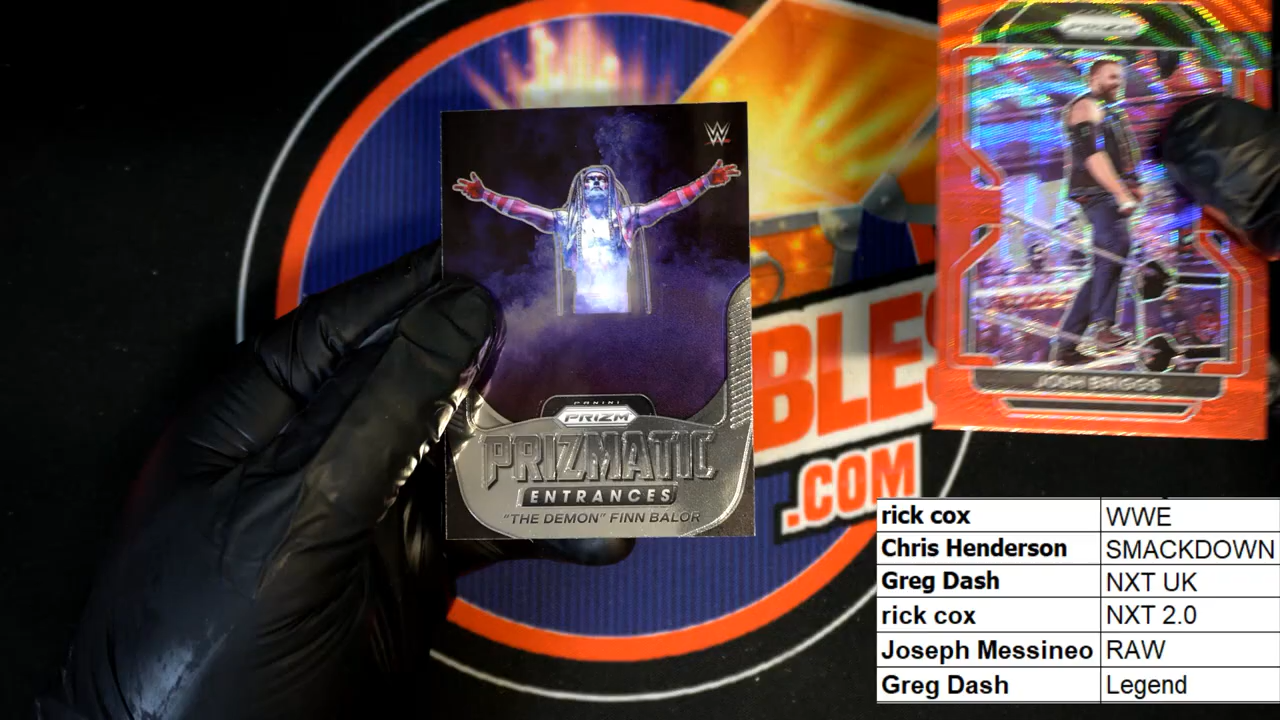 W
PANINI
PRIZM
PRIZMATIC
ENTRANCES
"THE DEMON" FINN BALOR
PRIZM
JOSH BRIGGS
BLES
.COM
rick cox WWE
Chris Henderson SMACKDOWN
Greg Dash NXT UK
rick cox NXT 2.0
Joseph Messineo RAW
Greg Dash Legend